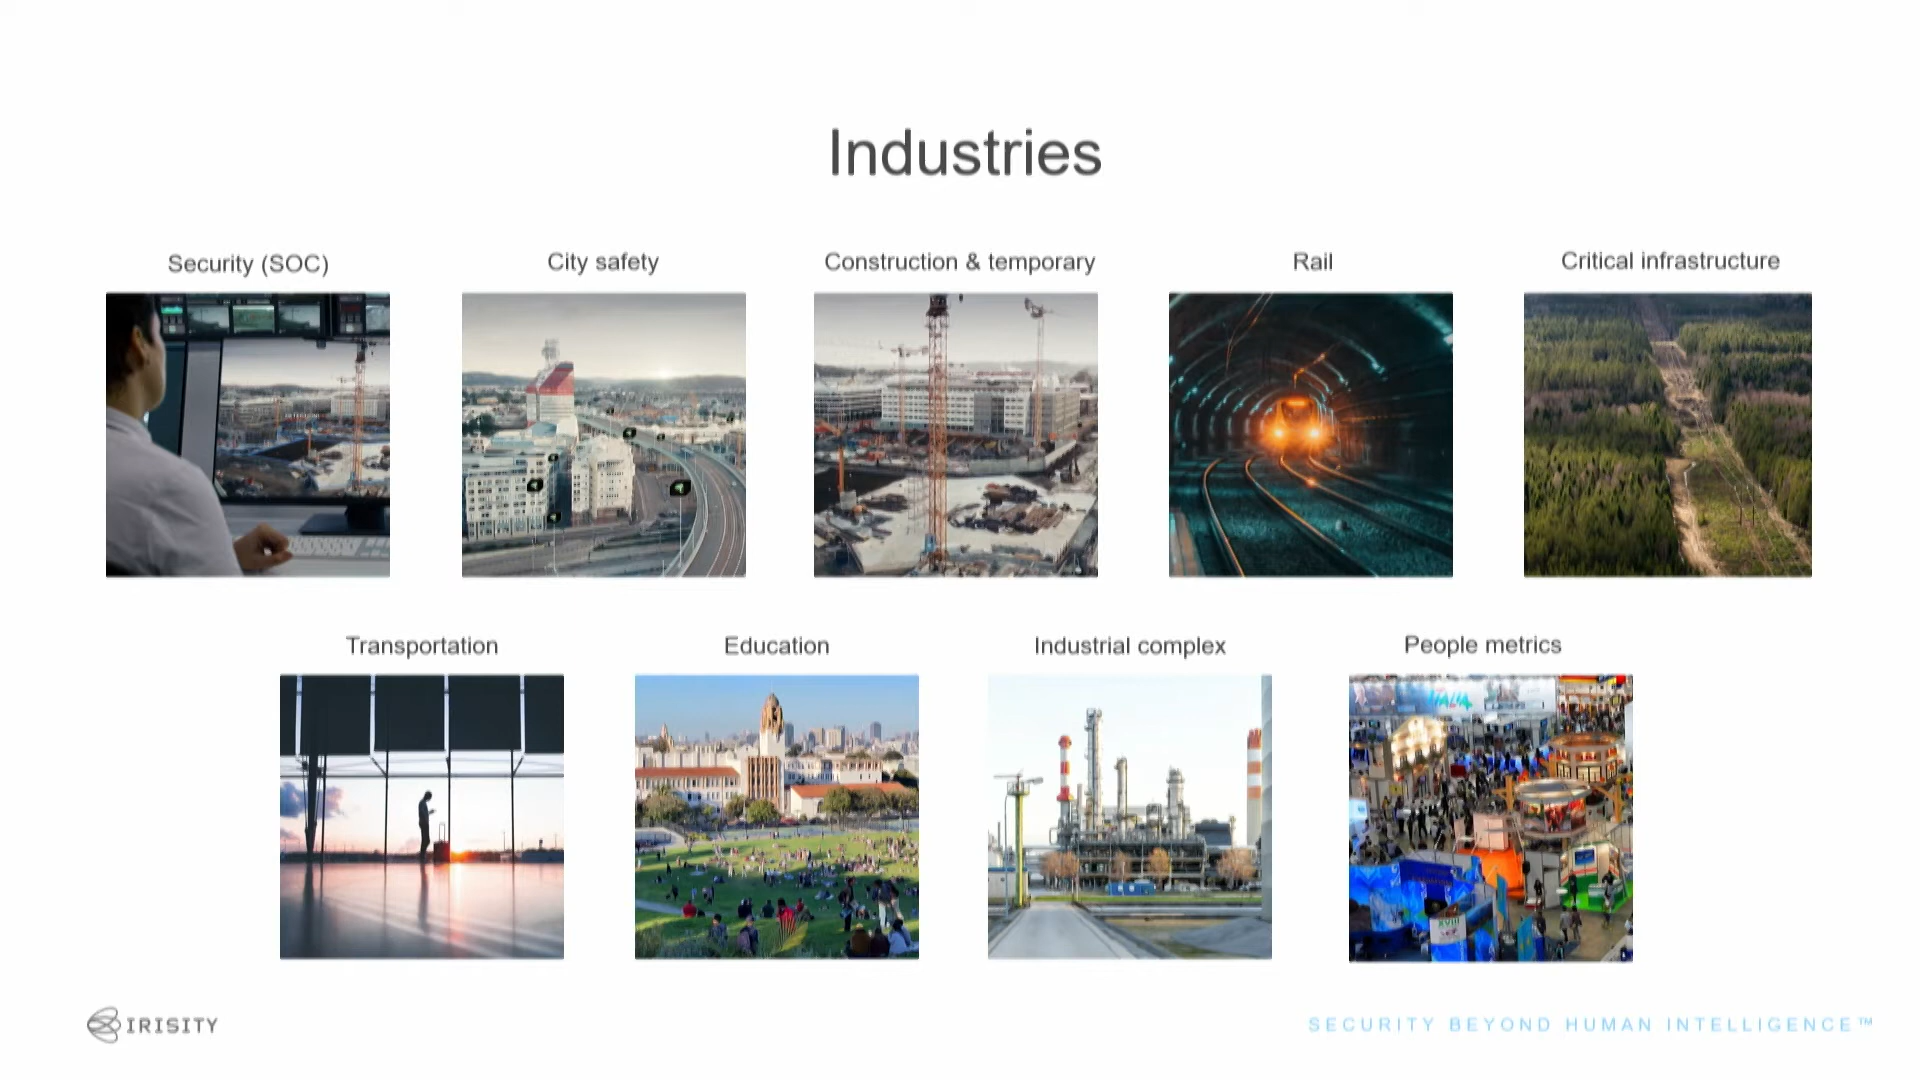 Industries
Security (SOC)
City safety
Construction & temporary
Rail
Critical infrastructure
Transportation
Education
Industrial complex
People metrics
IRISITY
SECURITY BEYOND HUMAN INTELLIGENCE™